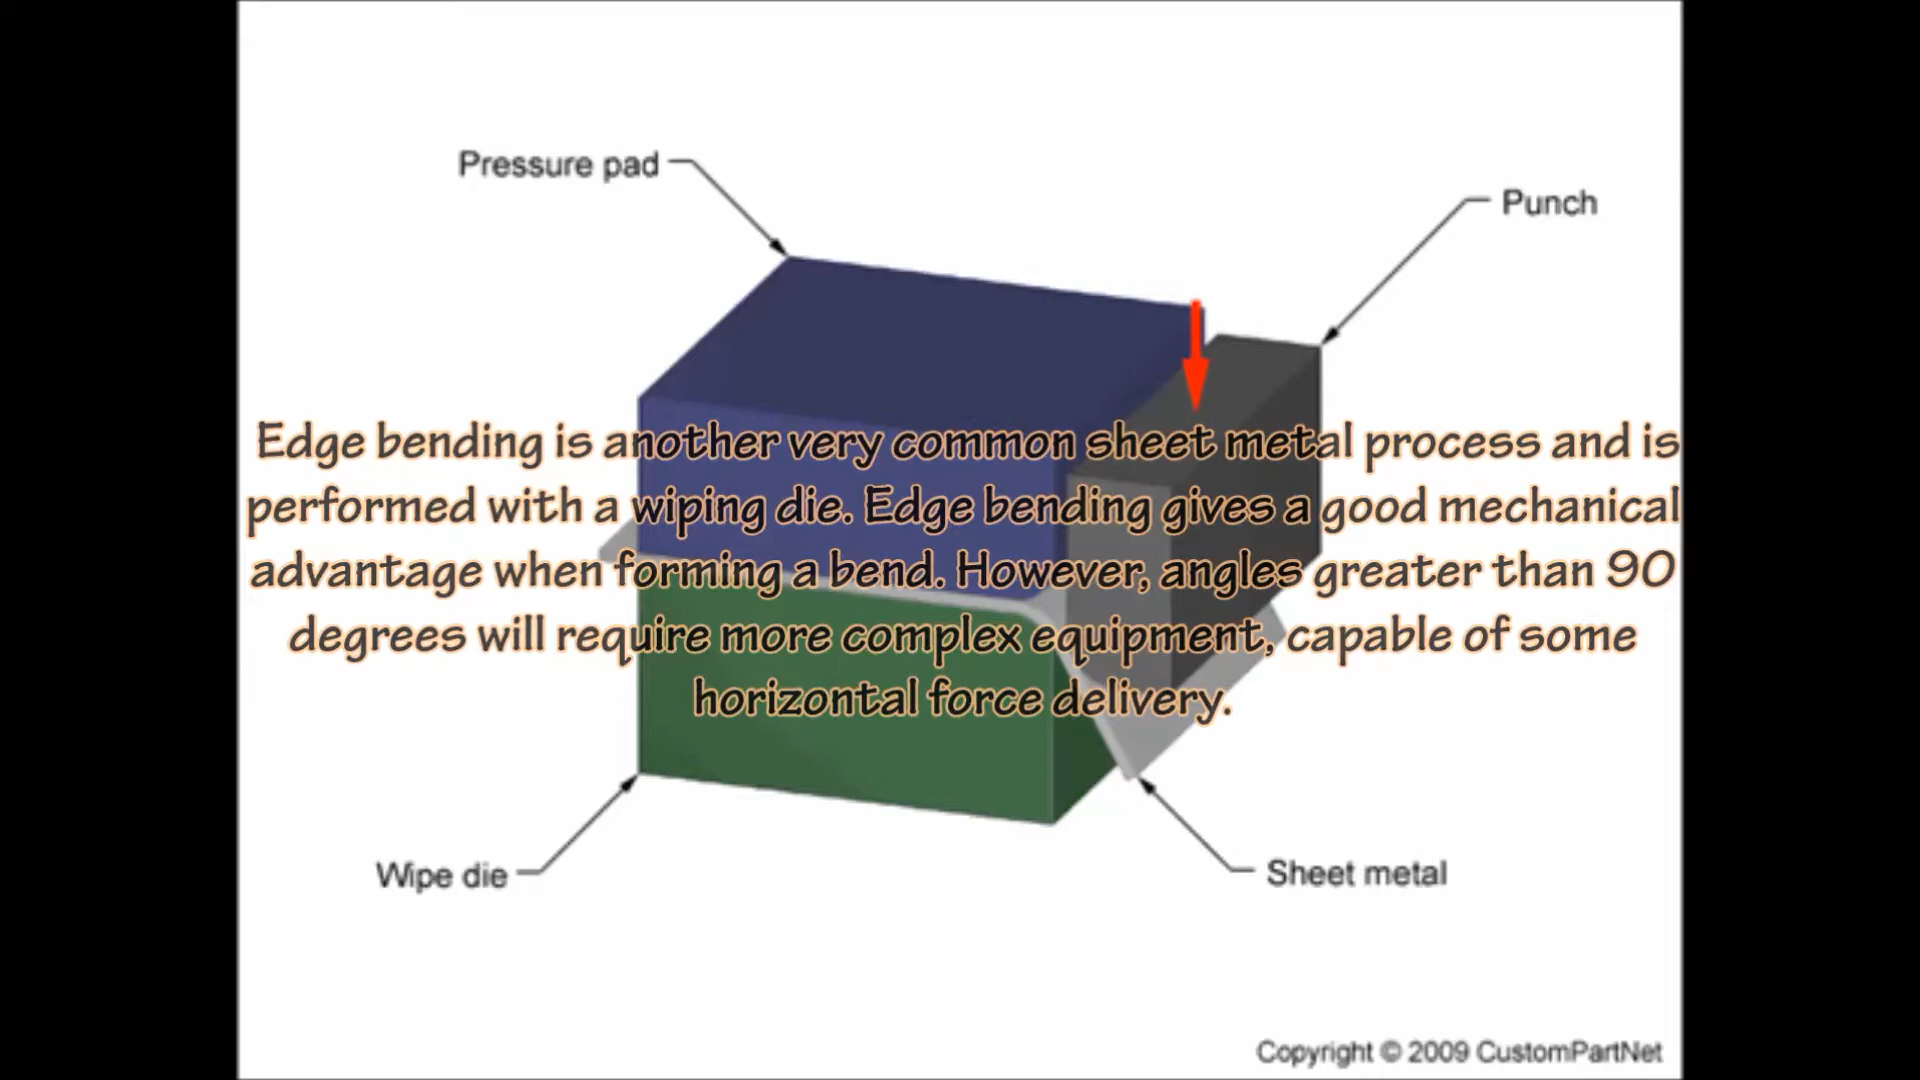 Pressure pad
Punch
Edge bending is another very common sheet metal process and is
performed with a wiping die. Edge bending gives a good mechanical
advantage when forming a bend. However, angles greater than 90
degrees will require more complex equipment, capable of some
horizontal force delivery.
Wipe die
Sheet metal
Copyright © 2009 CustomPartNet